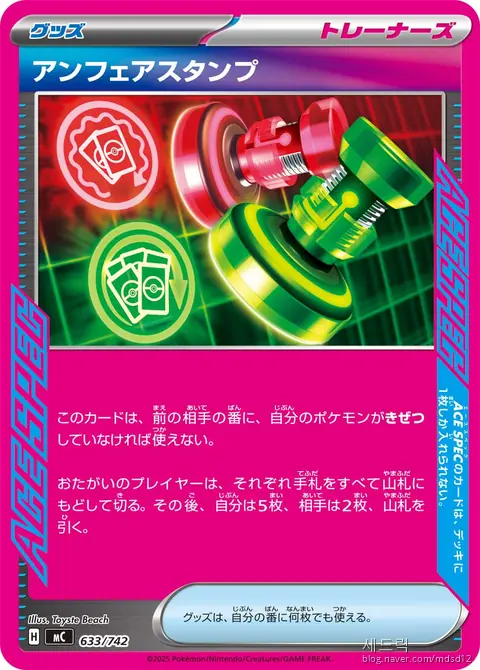 グッズ
トレーナーズ
アンフェアスタンプ
ACE SPEC
ACE SPEC
このカードは、前の相手の番に、自分のポケモンがきぜつ
していなければ使えない。
おたがいのプレイヤーは、それぞれ手札をすべて山札に
もどして切る。その後、自分は5枚、相手は2枚、山札を
引く。
ACE SPECのカードは、デッキに
1枚しか入れられない。
グッズは、自分の番に何枚でも使える。
Illus. Toyste Beach
H mC 633/742
©2025 Pokémon/Nintendo/Creatures/GAME FREAK.
세드릭
blog.naver.com/mdsd12